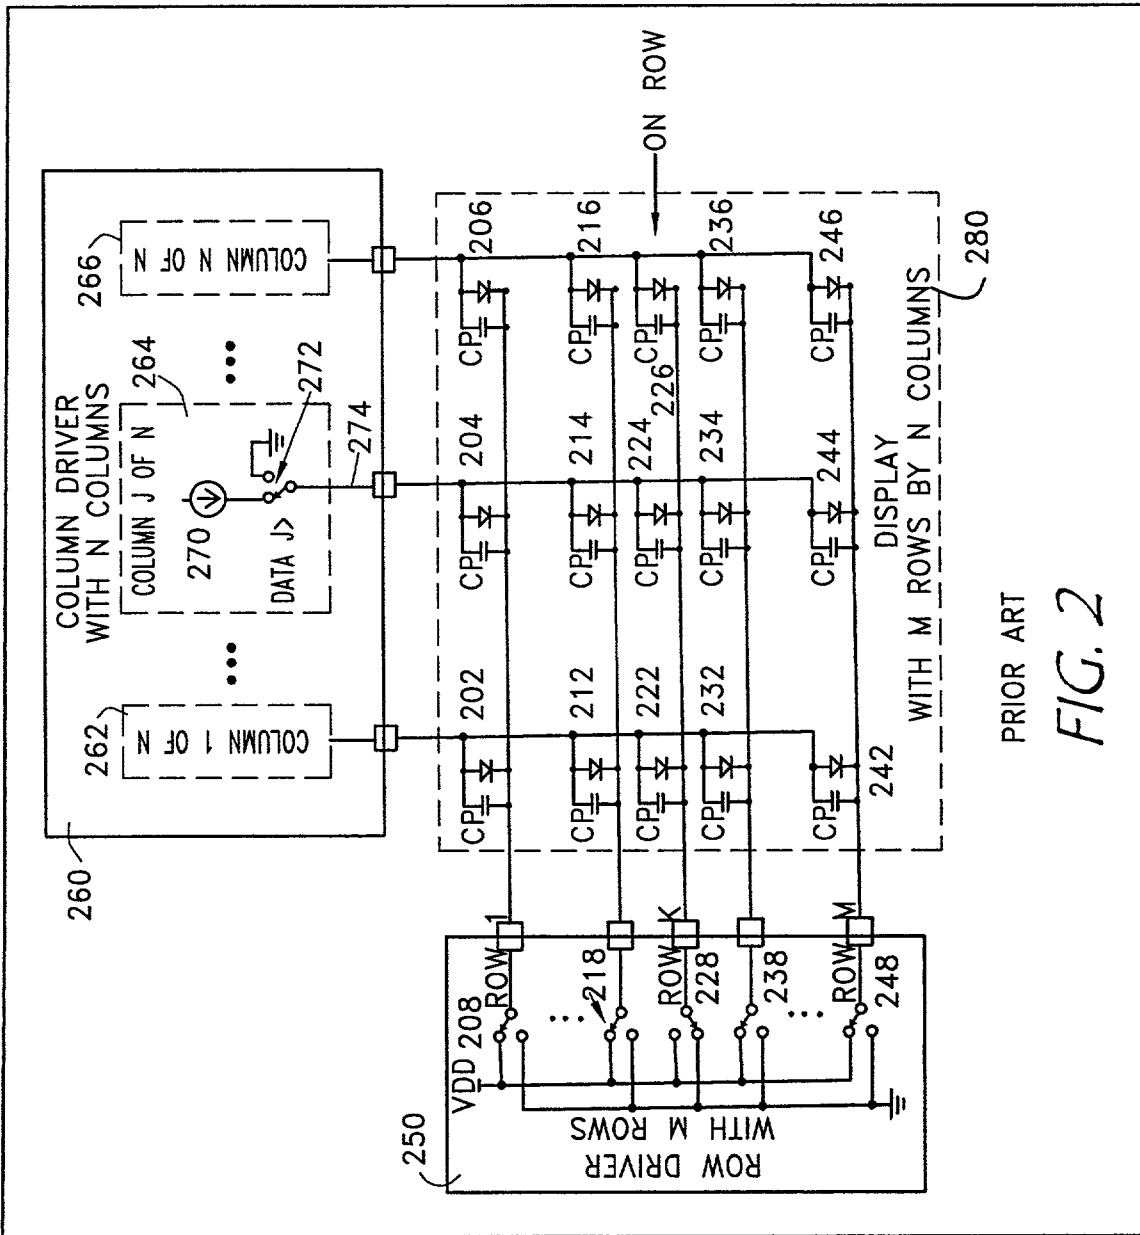 260
262
COLUMN 1 OF N
COLUMN DRIVER
WITH N COLUMNS
COLUMN J OF N
264
270
272
DATA J>
274
266
COLUMN N OF N
ON ROW
202
204
206
CP
CP
CP
212
214
216
CP
CP
CP
222
224
226
CP
CP
CP
232
234
236
CP
CP
CP
242
244
246
CP
CP
CP
DISPLAY
WITH M ROWS BY N COLUMNS
280
250
VDD
208
ROW 1
218
ROW K
228
238
ROW M
248
ROW DRIVER
WITH M ROWS
PRIOR ART
FIG. 2